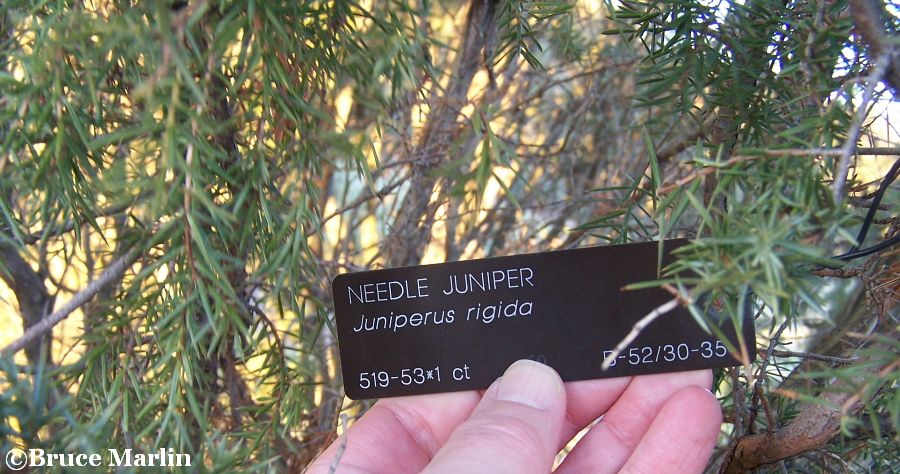 NEEDLE JUNIPER
Juniperus rigida
519-53*1 ct
B-52/30-35
©Bruce Marlin